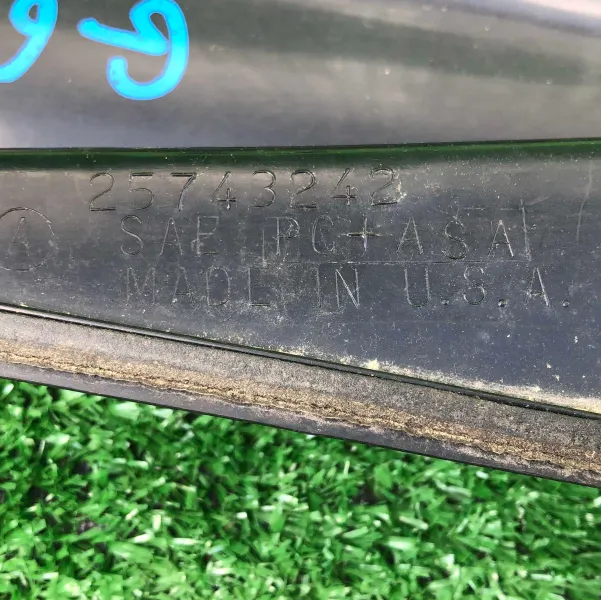 25743242
SAE PC+ASA
MADE IN U.S.A.